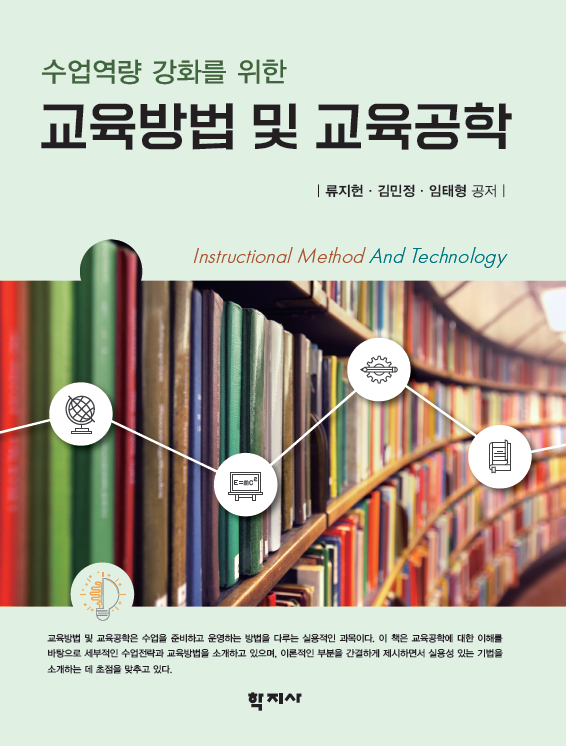 수업역량 강화를 위한
교육방법 및 교육공학
| 류지헌 · 김민정 · 임태형 공저 |
Instructional Method And Technology
E=mc²
교육방법 및 교육공학은 수업을 준비하고 운영하는 방법을 다루는 실용적인 과목이다. 이 책은 교육공학에 대한 이해를
바탕으로 세부적인 수업전략과 교육방법을 소개하고 있으며, 이론적인 부분을 간결하게 제시하면서 실용성 있는 기법을
소개하는 데 초점을 맞추고 있다.
학지사